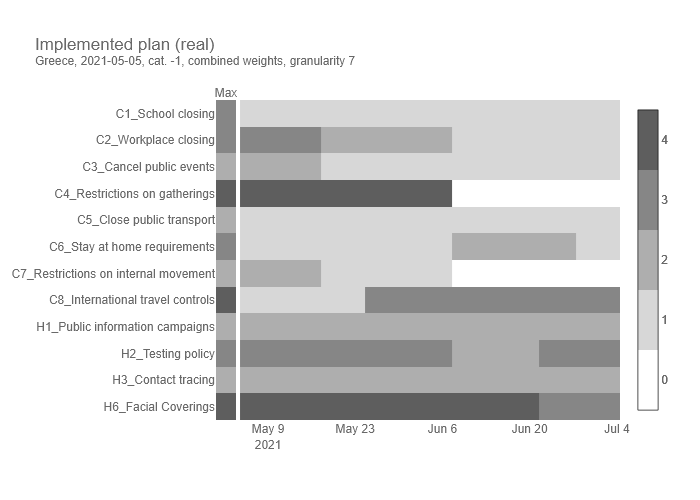 Implemented plan (real)
Greece, 2021-05-05, cat. -1, combined weights, granularity 7
Max
C1_School closing
C2_Workplace closing
C3_Cancel public events
C4_Restrictions on gatherings
C5_Close public transport
C6_Stay at home requirements
C7_Restrictions on internal movement
C8_International travel controls
H1_Public information campaigns
H2_Testing policy
H3_Contact tracing
H6_Facial Coverings
4
3
2
1
0
May 9 May 23 Jun 6 Jun 20 Jul 4
2021